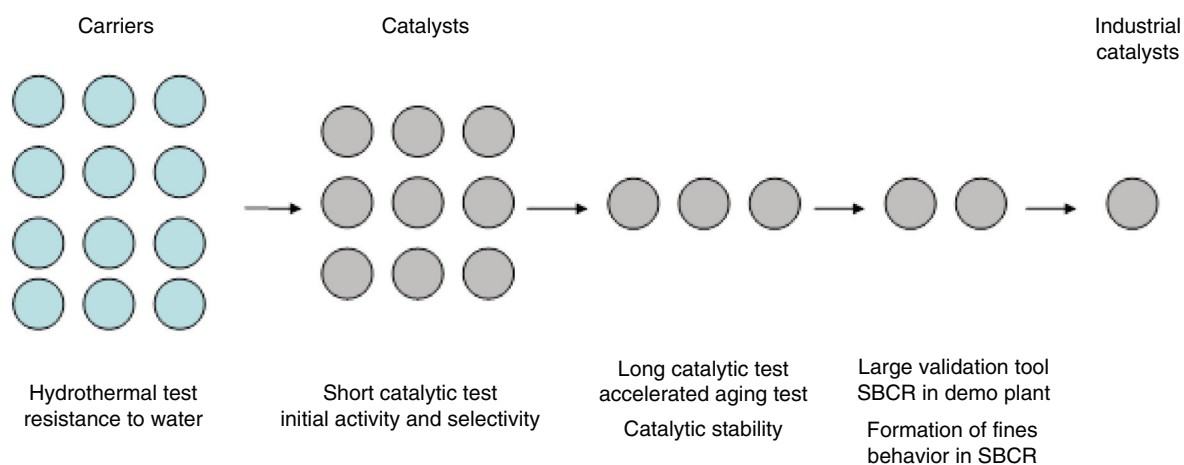 Carriers
Catalysts
Industrial
catalysts
Hydrothermal test
resistance to water
Short catalytic test
initial activity and selectivity
Long catalytic test
accelerated aging test
Catalytic stability
Large validation tool
SBCR in demo plant
Formation of fines
behavior in SBCR